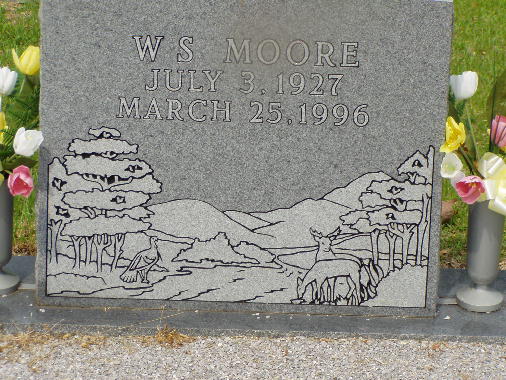 W S MOORE
JULY 3, 1927
MARCH 25, 1996